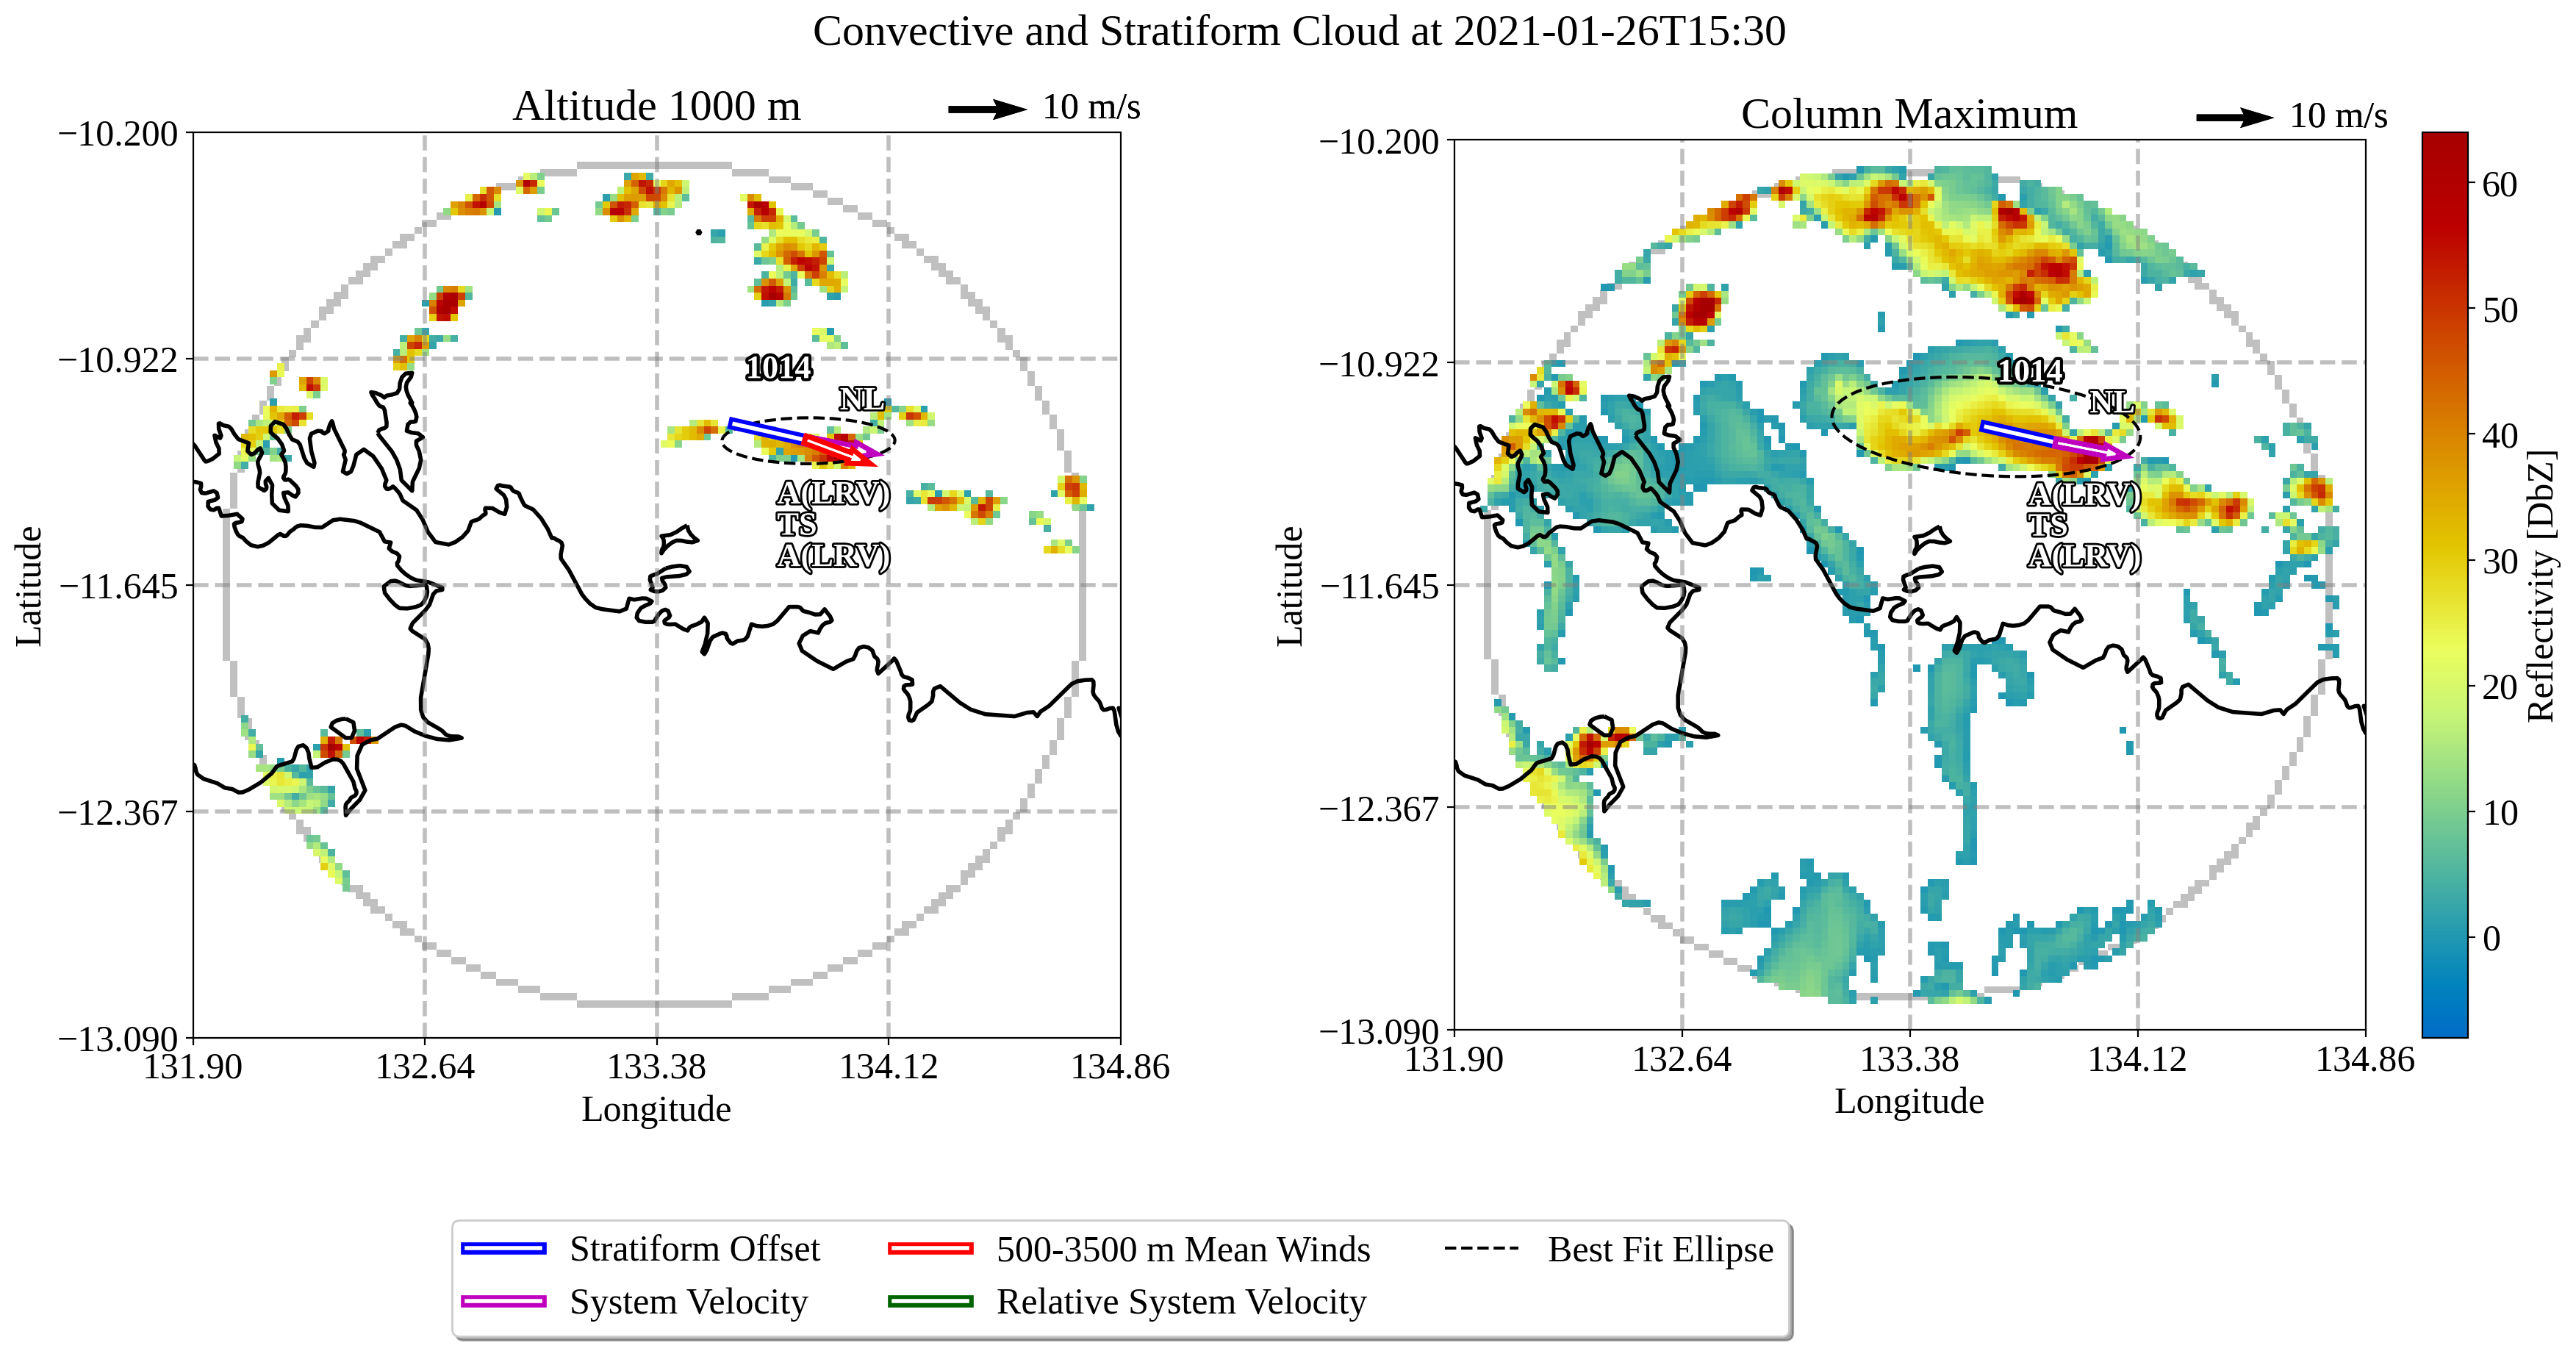 Convective and Stratiform Cloud at 2021-01-26T15:30
Altitude 1000 m
10 m/s
−10.200
−10.922
−11.645
−12.367
−13.090
Latitude
131.90
132.64
133.38
134.12
134.86
Longitude
1014
NL
A(LRV)
TS
A(LRV)
Column Maximum
10 m/s
−10.200
−10.922
−11.645
−12.367
−13.090
Latitude
131.90
132.64
133.38
134.12
134.86
Longitude
1014
NL
A(LRV)
TS
A(LRV)
60
50
40
30
20
10
0
Reflectivity [DbZ]
Stratiform Offset
System Velocity
500-3500 m Mean Winds
Relative System Velocity
Best Fit Ellipse